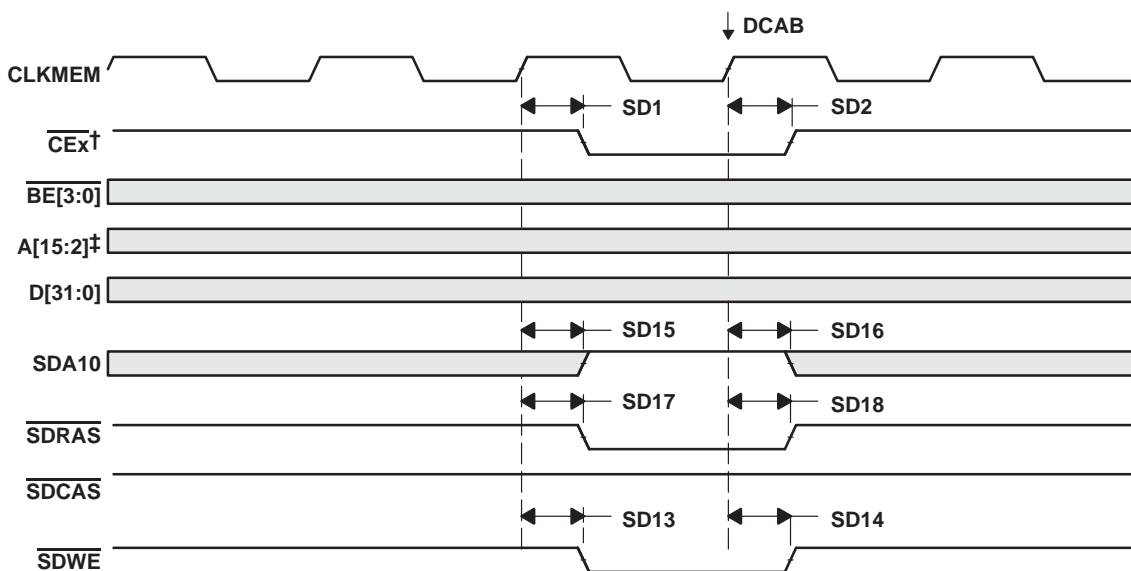 DCAB
CLKMEM
SD1 SD2
CEx†
BE[3:0]
A[15:2]‡
D[31:0]
SD15 SD16
SDA10
SD17 SD18
SDRAS
SDCAS
SD13 SD14
SDWE